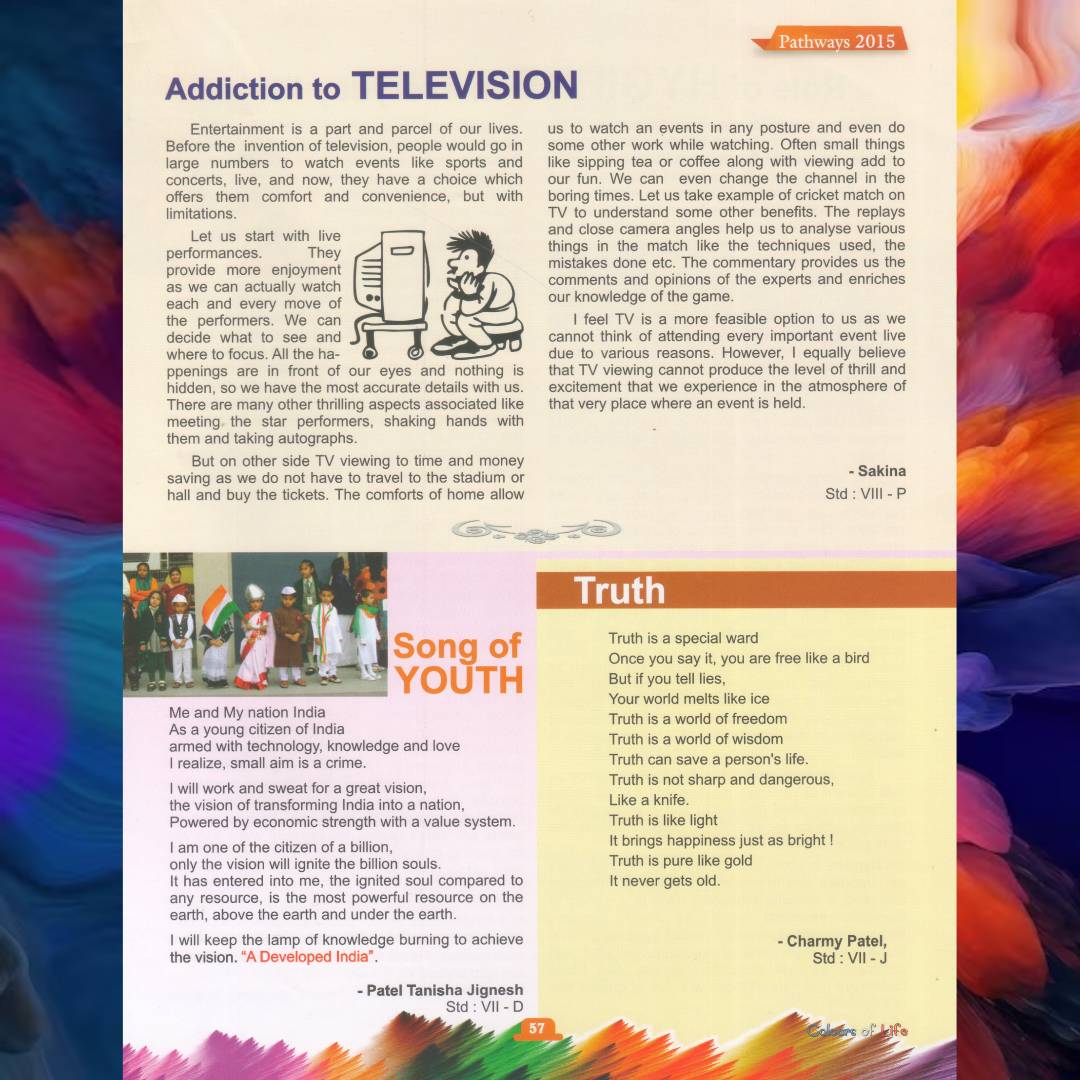 Pathways 2015
Addiction to TELEVISION
Entertainment is a part and parcel of our lives.
Before the invention of television, people would go in
large numbers to watch events like sports and
concerts, live, and now, they have a choice which
offers them comfort and convenience, but with
limitations.
Let us start with live
performances. They
provide more enjoyment
as we can actually watch
each and every move of
the performers. We can
decide what to see and
where to focus. All the ha-
ppenings are in front of our eyes and nothing is
hidden, so we have the most accurate details with us.
There are many other thrilling aspects associated like
meeting the star performers, shaking hands with
them and taking autographs.
But on other side TV viewing to time and money
saving as we do not have to travel to the stadium or
hall and buy the tickets. The comforts of home allow
us to watch an events in any posture and even do
some other work while watching. Often small things
like sipping tea or coffee along with viewing add to
our fun. We can even change the channel in the
boring times. Let us take example of cricket match on
TV to understand some other benefits. The replays
and close camera angles help us to analyse various
things in the match like the techniques used, the
mistakes done etc. The commentary provides us the
comments and opinions of the experts and enriches
our knowledge of the game.
I feel TV is a more feasible option to us as we
cannot think of attending every important event live
due to various reasons. However, I equally believe
that TV viewing cannot produce the level of thrill and
excitement that we experience in the atmosphere of
that very place where an event is held.
- Sakina
Std : VIII - P
Song of
YOUTH
Me and My nation India
As a young citizen of India
armed with technology, knowledge and love
I realize, small aim is a crime.
I will work and sweat for a great vision,
the vision of transforming India into a nation,
Powered by economic strength with a value system.
I am one of the citizen of a billion,
only the vision will ignite the billion souls.
It has entered into me, the ignited soul compared to
any resource, is the most powerful resource on the
earth, above the earth and under the earth.
I will keep the lamp of knowledge burning to achieve
the vision. “A Developed India”.
- Patel Tanisha Jignesh
Std : VII - D
Truth
Truth is a special ward
Once you say it, you are free like a bird
But if you tell lies,
Your world melts like ice
Truth is a world of freedom
Truth is a world of wisdom
Truth can save a person's life.
Truth is not sharp and dangerous,
Like a knife.
Truth is like light
It brings happiness just as bright !
Truth is pure like gold
It never gets old.
- Charmy Patel,
Std : VII - J
57
Colours of Life